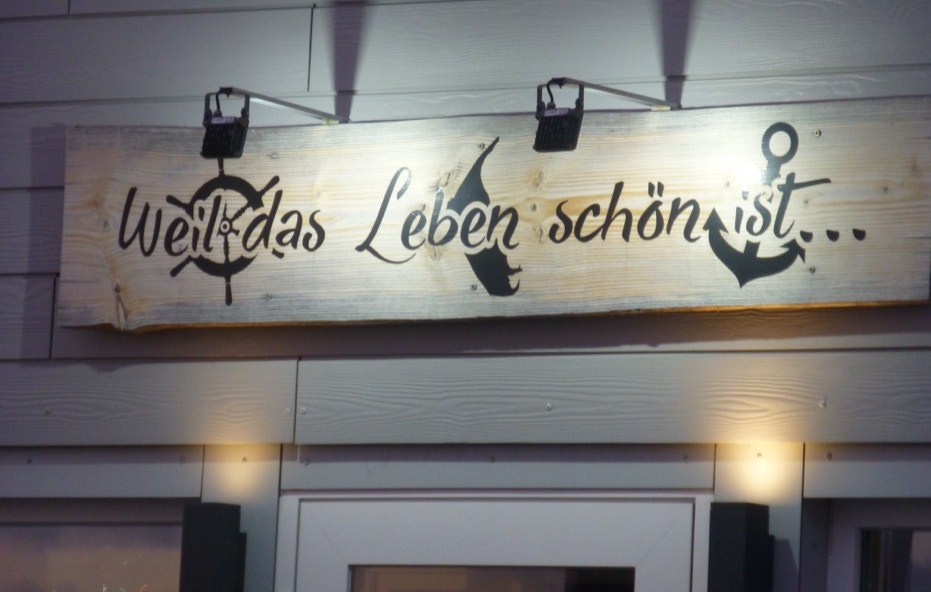 Weil das Leben schön ist...